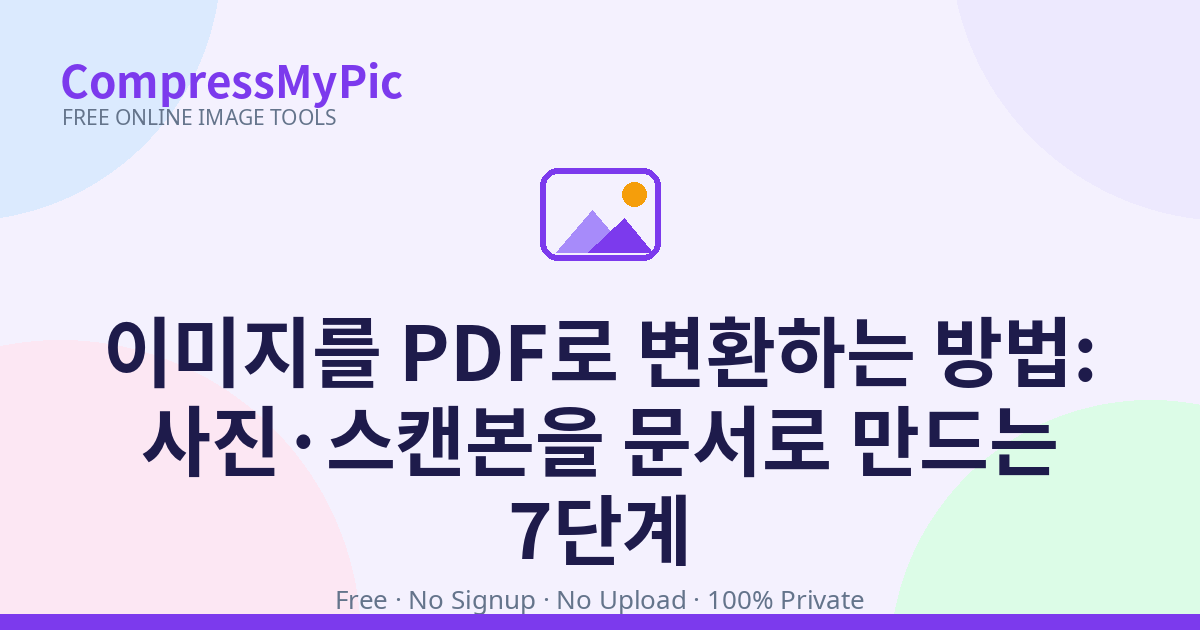 CompressMyPic
FREE ONLINE IMAGE TOOLS
이미지를 PDF로 변환하는 방법:
사진·스캔본을 문서로 만드는
7단계
Free · No Signup · No Upload · 100% Private